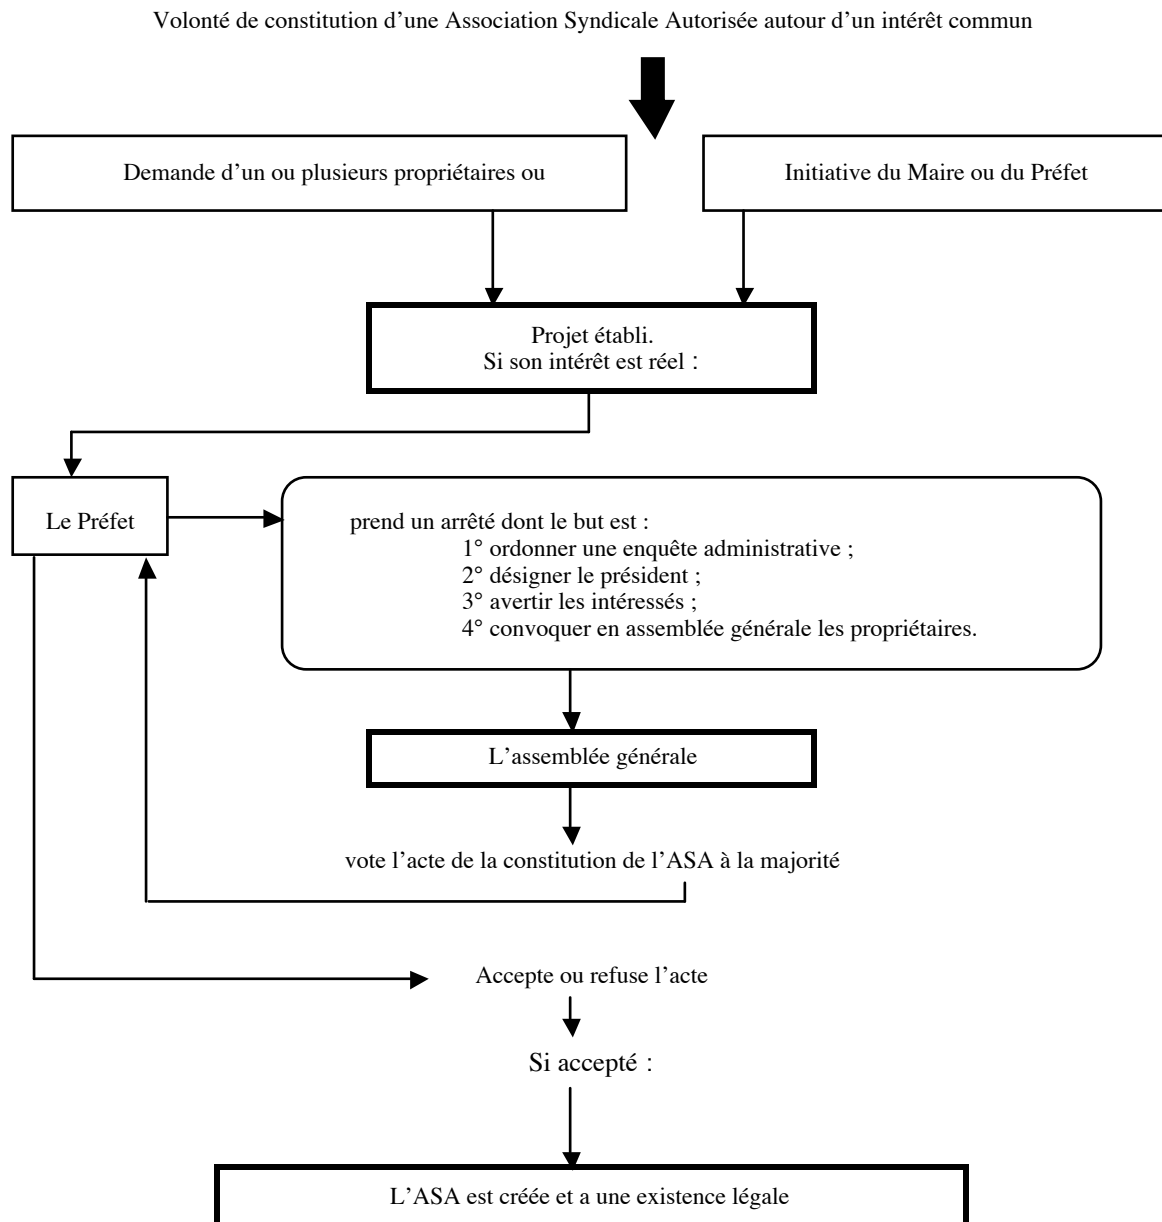 Volonté de constitution d’une Association Syndicale Autorisée autour d’un intérêt commun
Demande d’un ou plusieurs propriétaires ou
Initiative du Maire ou du Préfet
Projet établi.
Si son intérêt est réel :
Le Préfet
prend un arrêté dont le but est :
1° ordonner une enquête administrative ;
2° désigner le président ;
3° avertir les intéressés ;
4° convoquer en assemblée générale les propriétaires.
L’assemblée générale
vote l’acte de la constitution de l’ASA à la majorité
Accepte ou refuse l’acte
Si accepté :
L’ASA est créée et a une existence légale